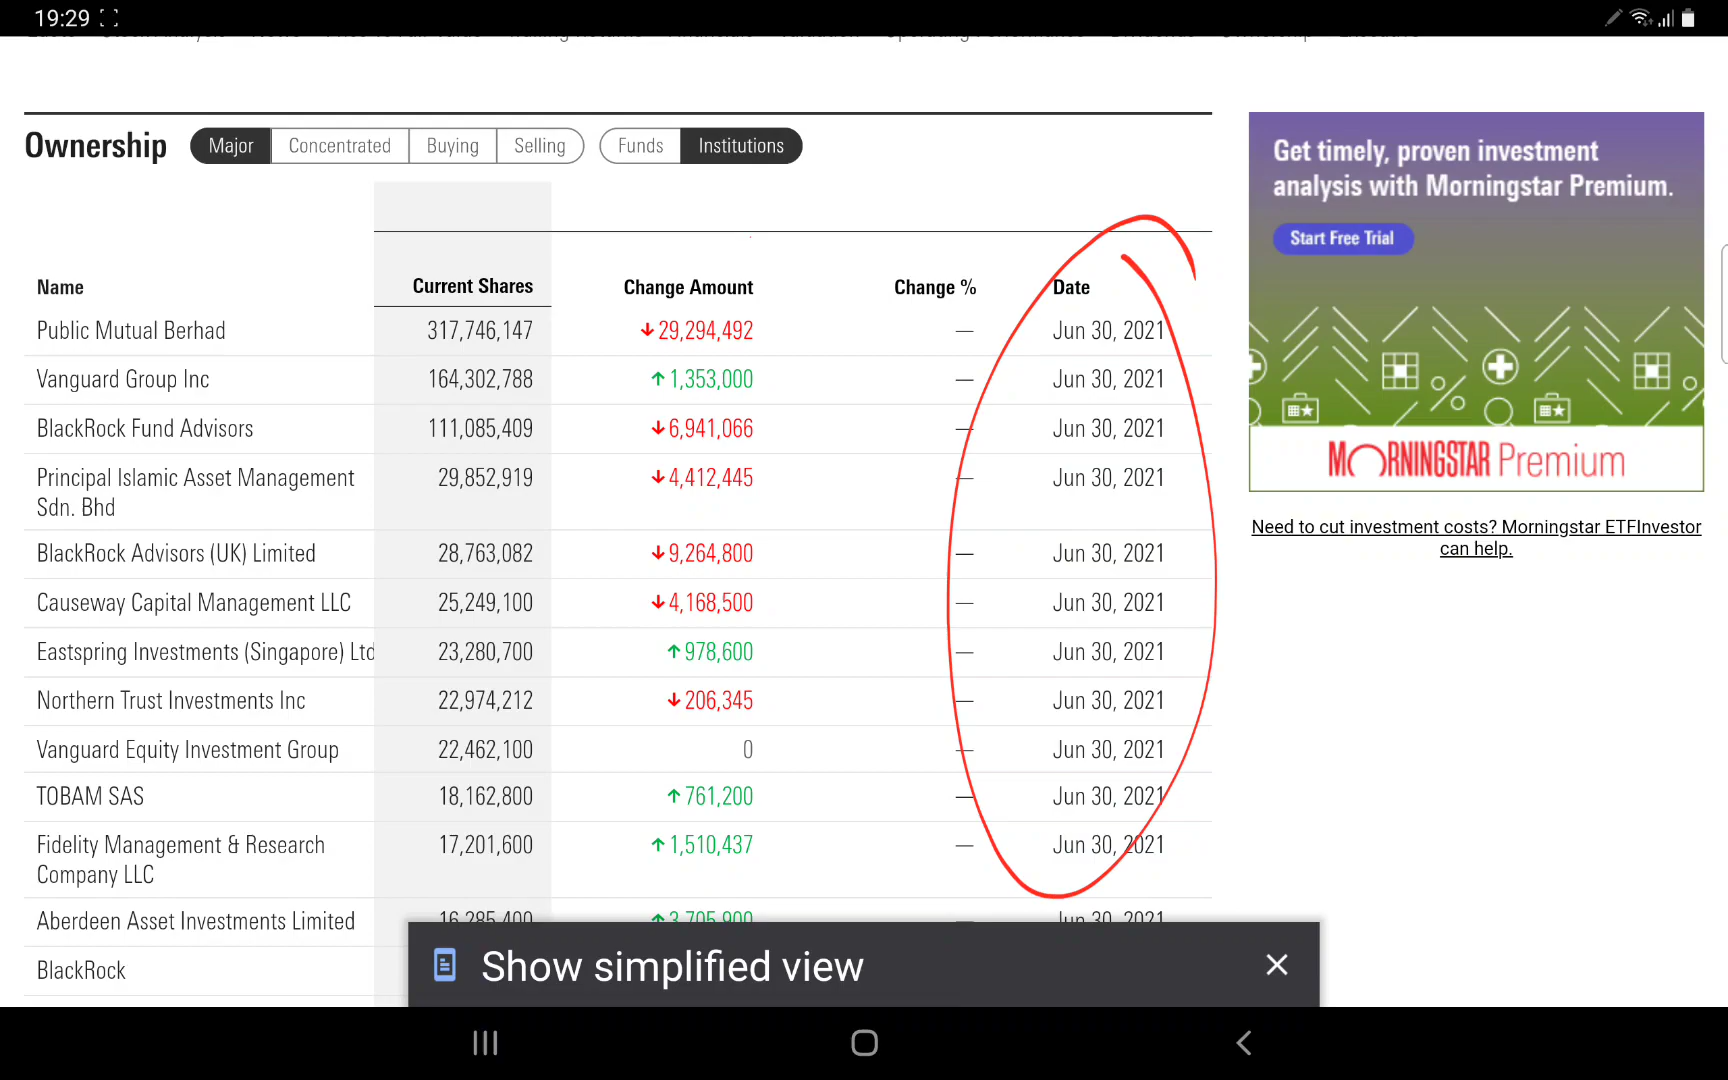 19:29
Ownership Major Concentrated Buying Selling Funds Institutions
Name Current Shares Change Amount Change % Date
Public Mutual Berhad 317,746,147 ↓ 29,294,492 — Jun 30, 2021
Vanguard Group Inc 164,302,788 ↑ 1,353,000 — Jun 30, 2021
BlackRock Fund Advisors 111,085,409 ↓ 6,941,066 — Jun 30, 2021
Principal Islamic Asset Management 29,852,919 ↓ 4,412,445 — Jun 30, 2021
Sdn. Bhd
BlackRock Advisors (UK) Limited 28,763,082 ↓ 9,264,800 — Jun 30, 2021
Causeway Capital Management LLC 25,249,100 ↓ 4,168,500 — Jun 30, 2021
Eastspring Investments (Singapore) Ltd 23,280,700 ↑ 978,600 — Jun 30, 2021
Northern Trust Investments Inc 22,974,212 ↓ 206,345 — Jun 30, 2021
Vanguard Equity Investment Group 22,462,100 0 — Jun 30, 2021
TOBAM SAS 18,162,800 ↑ 761,200 — Jun 30, 2021
Fidelity Management & Research 17,201,600 ↑ 1,510,437 — Jun 30, 2021
Company LLC
Aberdeen Asset Investments Limited 16,285,400 ↑ 3,705,900 — Jun 30, 2021
BlackRock
Get timely, proven investment
analysis with Morningstar Premium.
Start Free Trial
MORNINGSTAR Premium
Need to cut investment costs? Morningstar ETFInvestor
can help.
Show simplified view